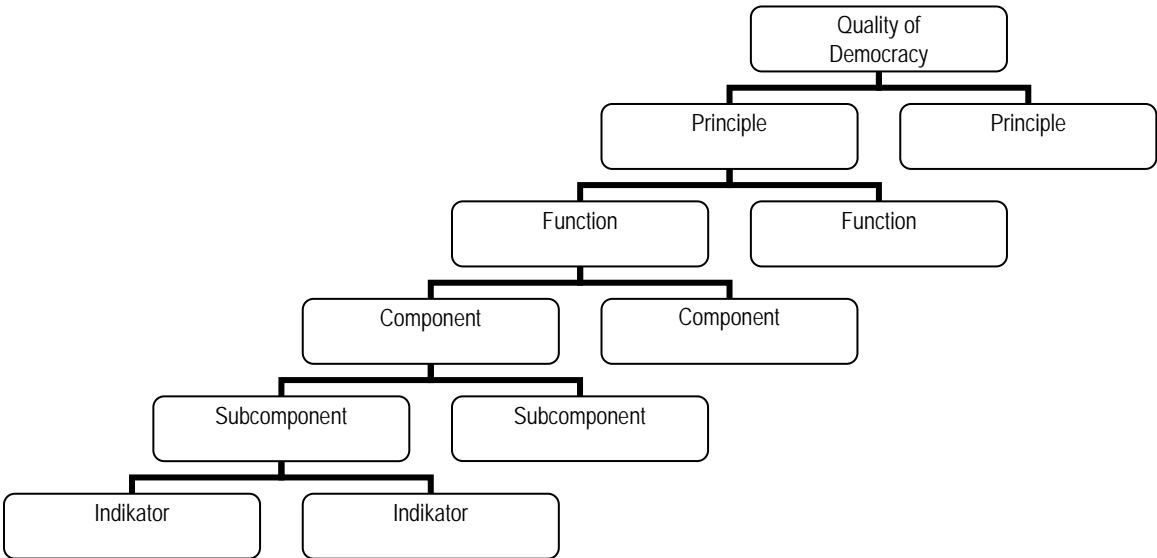 Quality of
Democracy
Principle
Principle
Function
Function
Component
Component
Subcomponent
Subcomponent
Indikator
Indikator